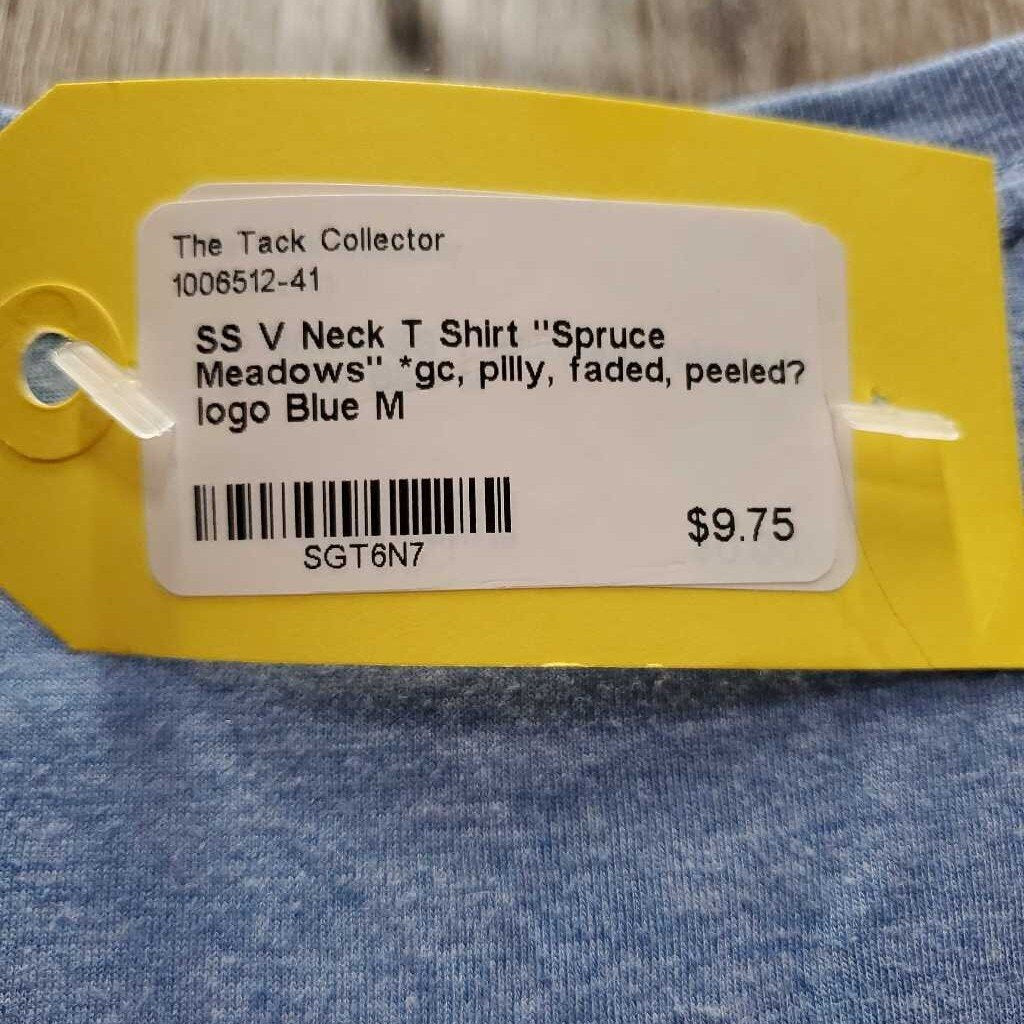 The Tack Collector
1006512-41
SS V Neck T Shirt "Spruce
Meadows" *gc, pilly, faded, peeled?
logo Blue M
SGT6N7
$9.75